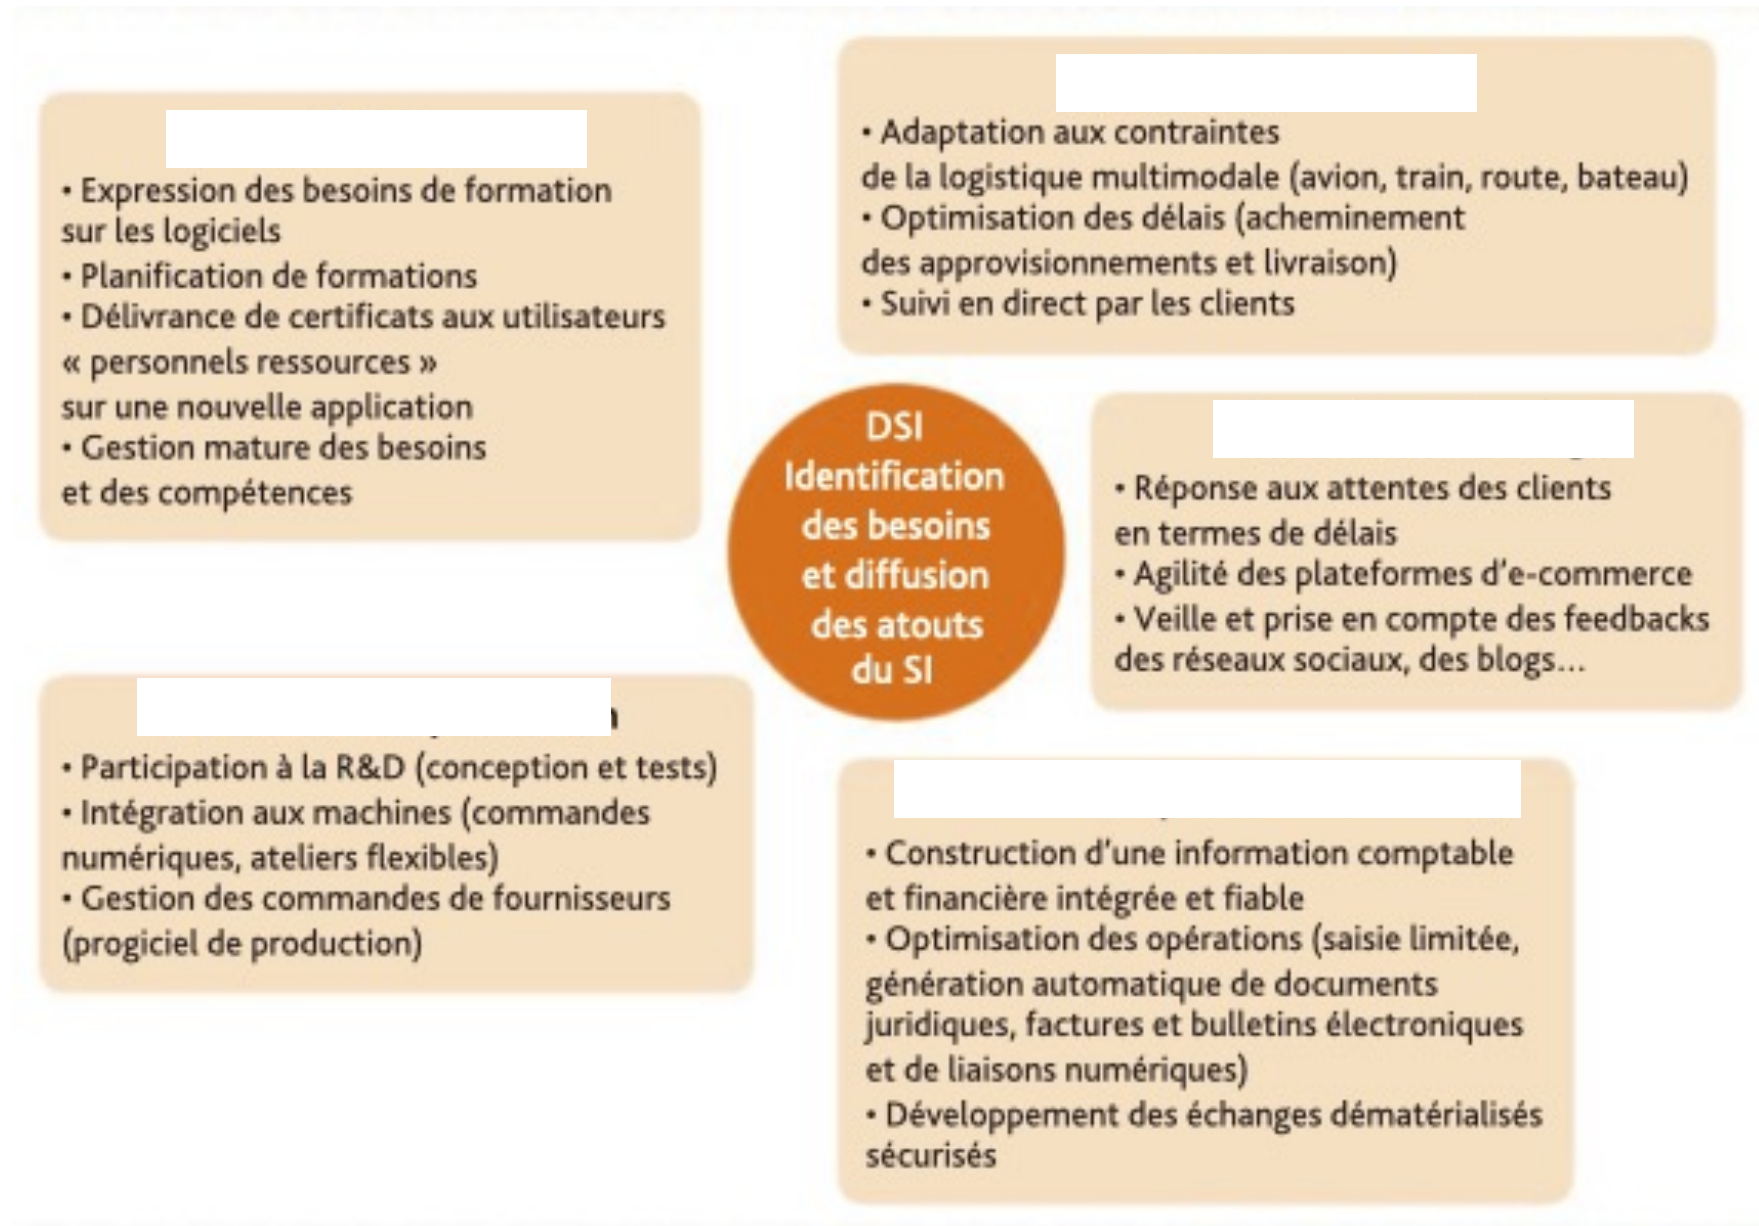 • Expression des besoins de formation
sur les logiciels
• Planification de formations
• Délivrance de certificats aux utilisateurs
« personnels ressources »
sur une nouvelle application
• Gestion mature des besoins
et des compétences
• Adaptation aux contraintes
de la logistique multimodale (avion, train, route, bateau)
• Optimisation des délais (acheminement
des approvisionnements et livraison)
• Suivi en direct par les clients
DSI
Identification
des besoins
et diffusion
des atouts
du SI
• Réponse aux attentes des clients
en termes de délais
• Agilité des plateformes d'e-commerce
• Veille et prise en compte des feedbacks
des réseaux sociaux, des blogs...
• Participation à la R&D (conception et tests)
• Intégration aux machines (commandes
numériques, ateliers flexibles)
• Gestion des commandes de fournisseurs
(progiciel de production)
• Construction d'une information comptable
et financière intégrée et fiable
• Optimisation des opérations (saisie limitée,
génération automatique de documents
juridiques, factures et bulletins électroniques
et de liaisons numériques)
• Développement des échanges dématérialisés
sécurisés